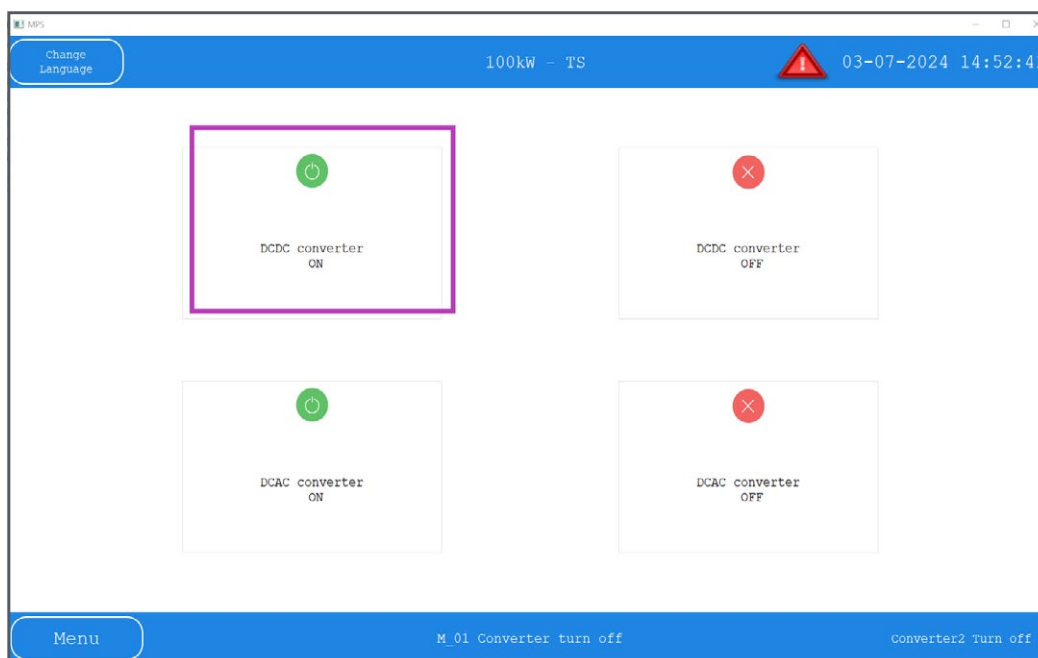 MPS
Change
Language
100kW - TS
03-07-2024 14:52:4
DCDC converter
ON
DCDC converter
OFF
DCAC converter
ON
DCAC converter
OFF
Menu
M_01 Converter turn off
Converter2 Turn off